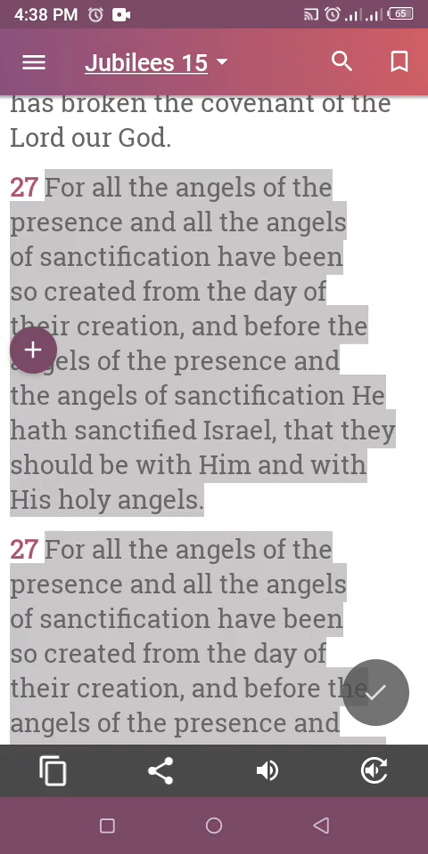 4:38 PM
65
Jubilees 15
has broken the covenant of the
Lord our God.
27 For all the angels of the
presence and all the angels
of sanctification have been
so created from the day of
their creation, and before the
angels of the presence and
the angels of sanctification He
hath sanctified Israel, that they
should be with Him and with
His holy angels.
27 For all the angels of the
presence and all the angels
of sanctification have been
so created from the day of
their creation, and before the
angels of the presence and